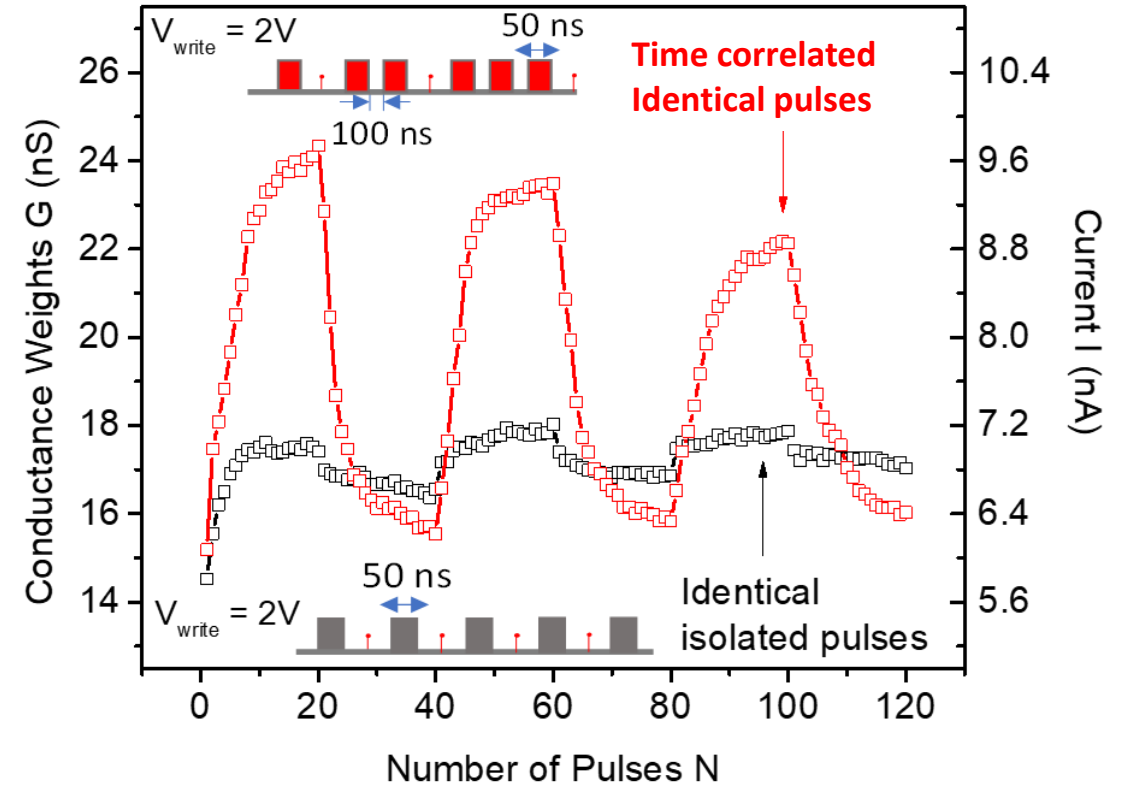 V_write = 2V
50 ns
100 ns
Time correlated
Identical pulses
26
24
22
20
18
16
14
Conductance Weights G (nS)
10.4
9.6
8.8
8.0
7.2
6.4
5.6
Current I (nA)
50 ns
V_write = 2V
Identical
isolated pulses
0 20 40 60 80 100 120
Number of Pulses N